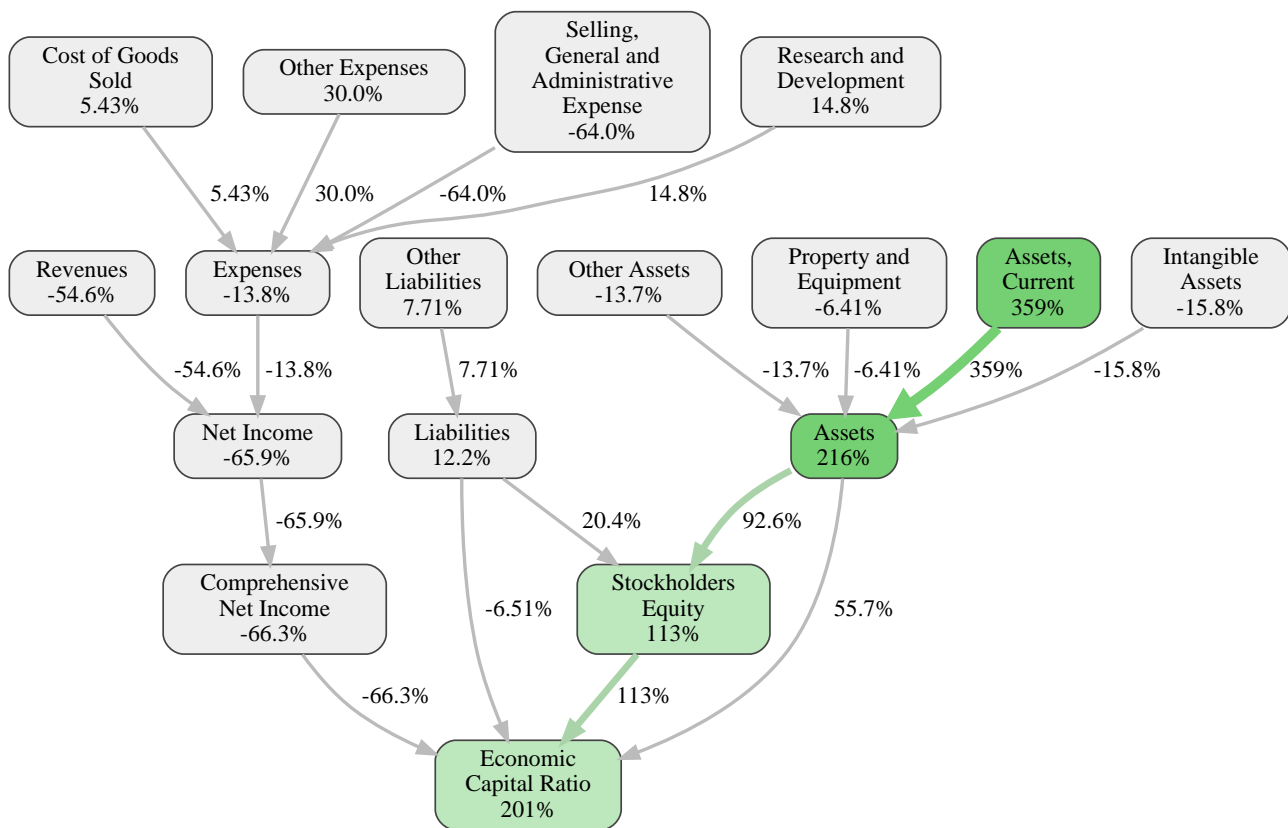 Cost of Goods
Sold
5.43%
Other Expenses
30.0%
Selling,
General and
Administrative
Expense
-64.0%
Research and
Development
14.8%
5.43%
30.0%
-64.0%
14.8%
Revenues
-54.6%
Expenses
-13.8%
Other
Liabilities
7.71%
Other Assets
-13.7%
Property and
Equipment
-6.41%
Assets,
Current
359%
Intangible
Assets
-15.8%
-54.6%
-13.8%
7.71%
-13.7%
-6.41%
359%
-15.8%
Net Income
-65.9%
Liabilities
12.2%
Assets
216%
-65.9%
20.4%
92.6%
Comprehensive
Net Income
-66.3%
-6.51%
Stockholders
Equity
113%
55.7%
-66.3%
113%
Economic
Capital Ratio
201%